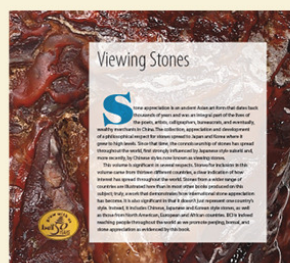 Viewing Stones
Stone appreciation is an ancient Asian art form that dates back
thousands of years and was an integral part of the lives of
the poets, artists, calligraphers, bureaucrats, and eventually,
wealthy merchants in China. The collection, appreciation and development
of a philosophical respect for stones spread to Japan and Korea where it
grew to high levels. Since that time, the connoisseurship of stones has spread
throughout the world, first strongly influenced by Japanese style suiseki and,
more recently, by Chinese styles now known as viewing stones.
This volume is significant in several aspects. Stones for inclusion in this
volume came from thirteen different countries, a clear indication of how
interest has spread throughout the world. Stones from a wider range of
countries are illustrated here than in most other books produced on this
subject; truly, a work that demonstrates how international stone appreciation
has become. It is also significant in that it doesn't just represent one country's
style. Instead, it includes Chinese, Japanese and Korean style stones, as well
as those from North American, European and African countries. BCI is indeed
reaching people throughout the world as we promote penjing, bonsai, and
stone appreciation as evidenced by this book.